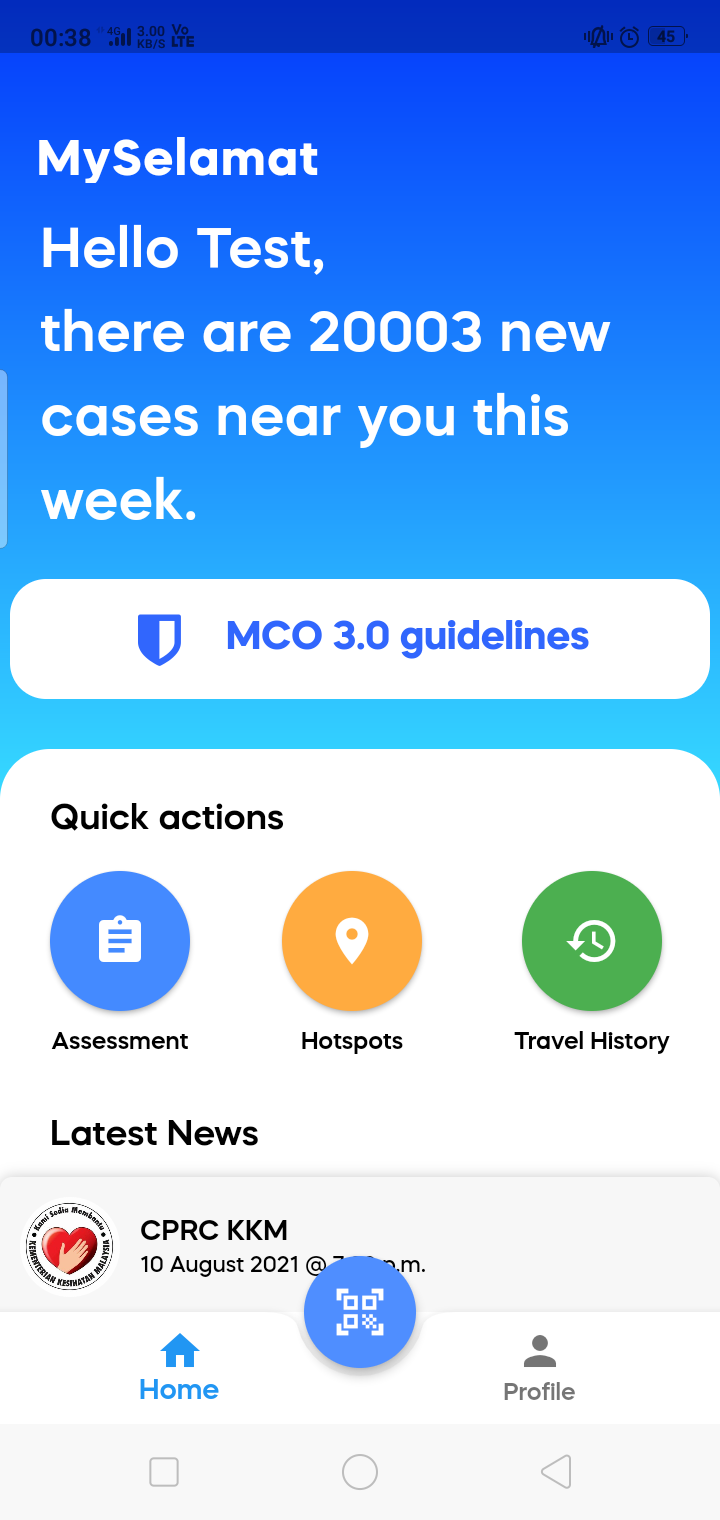 00:38 4G 3.00 KB/S Vo LTE 45
MySelamat
Hello Test,
there are 20003 new
cases near you this
week.
MCO 3.0 guidelines
Quick actions
Assessment Hotspots Travel History
Latest News
Kami Sedia Membantu
KEMENTERIAN KESIHATAN MALAYSIA
CPRC KKM
10 August 2021 @ p.m.
Home
Profile